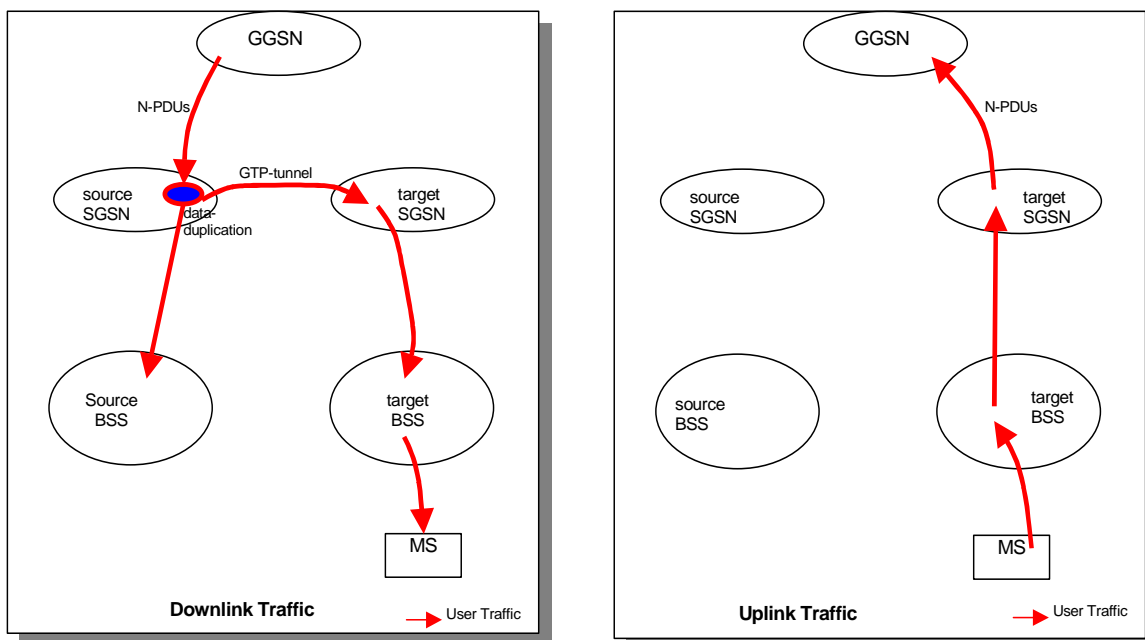 GGSN
N-PDUs
GTP-tunnel
source
SGSN
data-
duplication
target
SGSN
Source
BSS
target
BSS
MS
Downlink Traffic
User Traffic
GGSN
N-PDUs
source
SGSN
target
SGSN
source
BSS
target
BSS
MS
Uplink Traffic
User Traffic